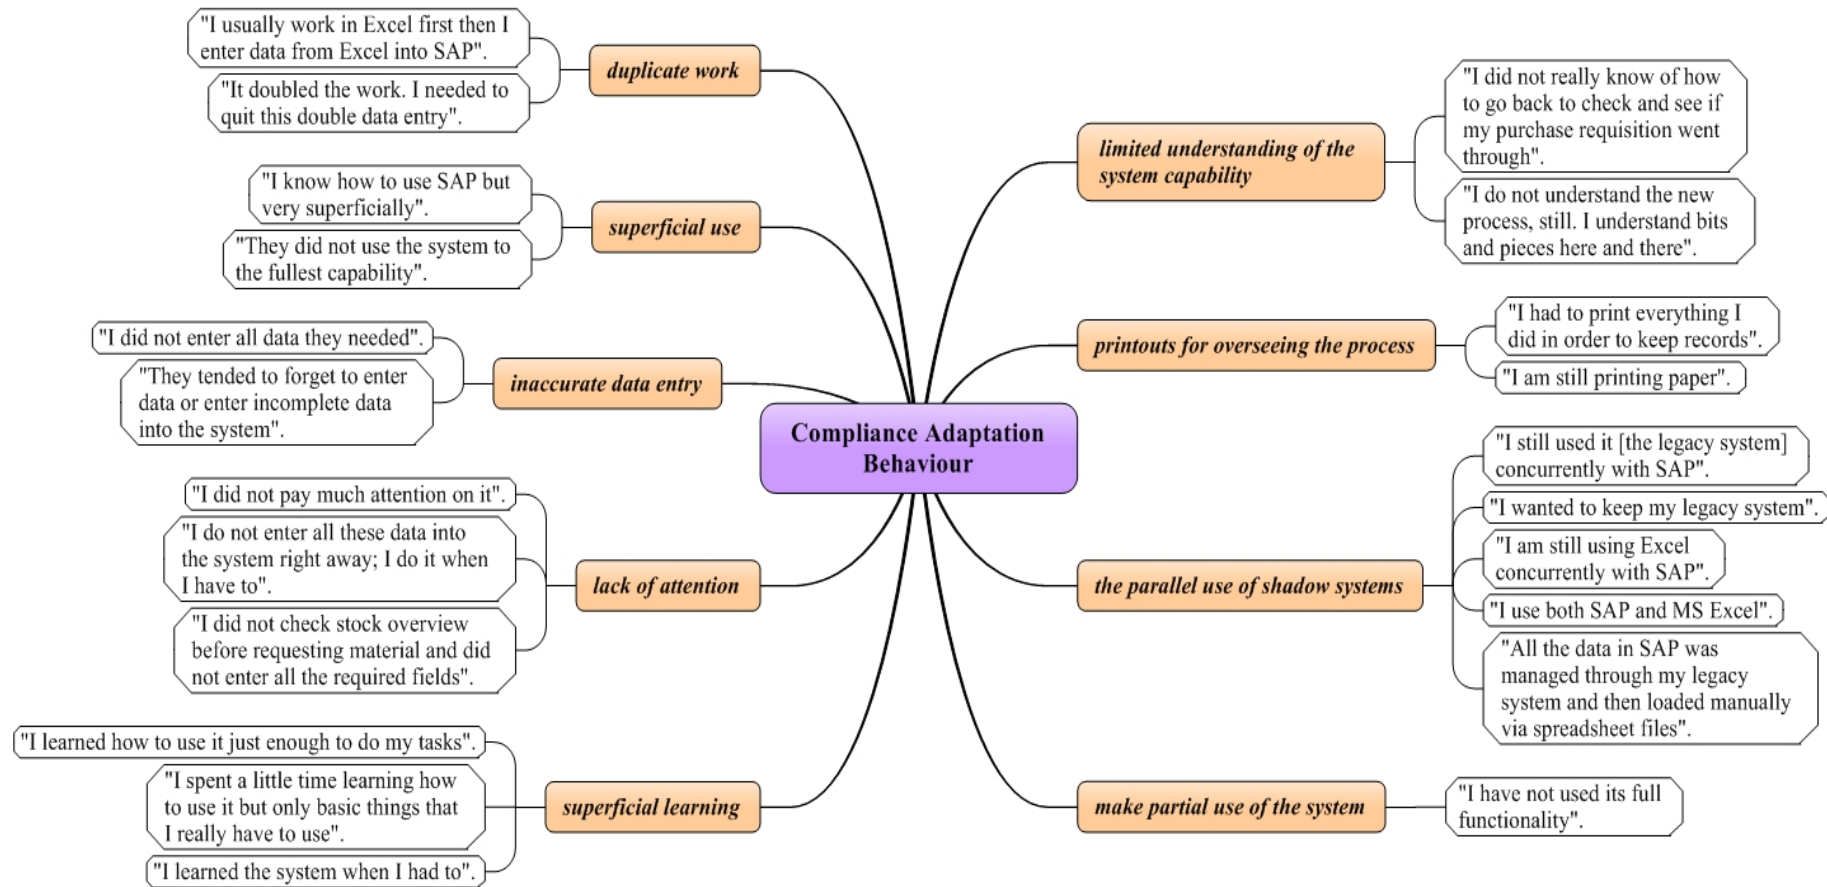 "I usually work in Excel first then I
enter data from Excel into SAP".
"It doubled the work. I needed to
quit this double data entry".
duplicate work
"I know how to use SAP but
very superficially".
"They did not use the system to
the fullest capability".
superficial use
"I did not enter all data they needed".
"They tended to forget to enter
data or enter incomplete data
into the system".
inaccurate data entry
"I did not pay much attention on it".
"I do not enter all these data into
the system right away; I do it when
I have to".
"I did not check stock overview
before requesting material and did
not enter all the required fields".
lack of attention
"I learned how to use it just enough to do my tasks".
"I spent a little time learning how
to use it but only basic things that
I really have to use".
"I learned the system when I had to".
superficial learning
Compliance Adaptation
Behaviour
limited understanding of the
system capability
"I did not really know of how
to go back to check and see if
my purchase requisition went
through".
"I do not understand the new
process, still. I understand bits
and pieces here and there".
printouts for overseeing the process
"I had to print everything I
did in order to keep records".
"I am still printing paper".
the parallel use of shadow systems
"I still used it [the legacy system]
concurrently with SAP".
"I wanted to keep my legacy system".
"I am still using Excel
concurrently with SAP".
"I use both SAP and MS Excel".
"All the data in SAP was
managed through my legacy
system and then loaded manually
via spreadsheet files".
make partial use of the system
"I have not used its full
functionality".